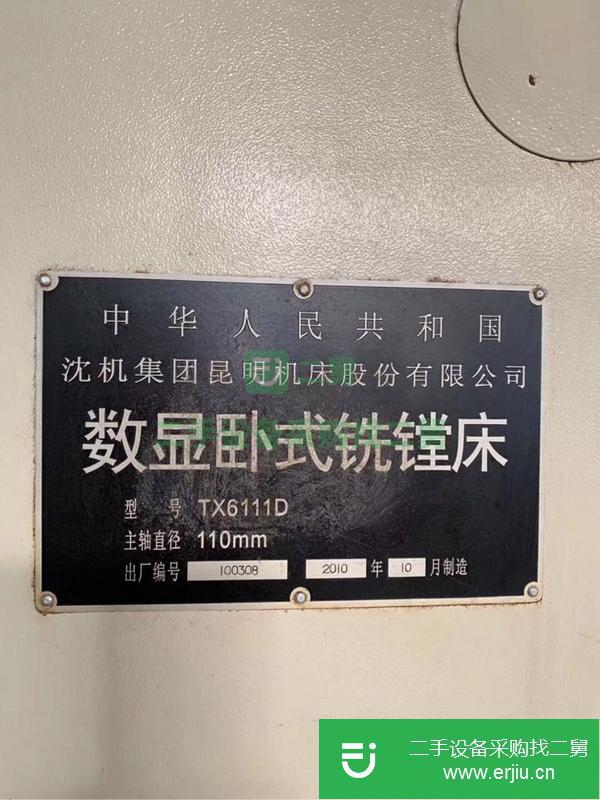 中华人民共和国
沈机集团昆明机床股份有限公司
数显卧式铣镗床
型 号 TX6111D
主轴直径 110mm
出厂编号 100308 2010 年 10 月制造
二手设备采购找二舅
www.erjiu.cn